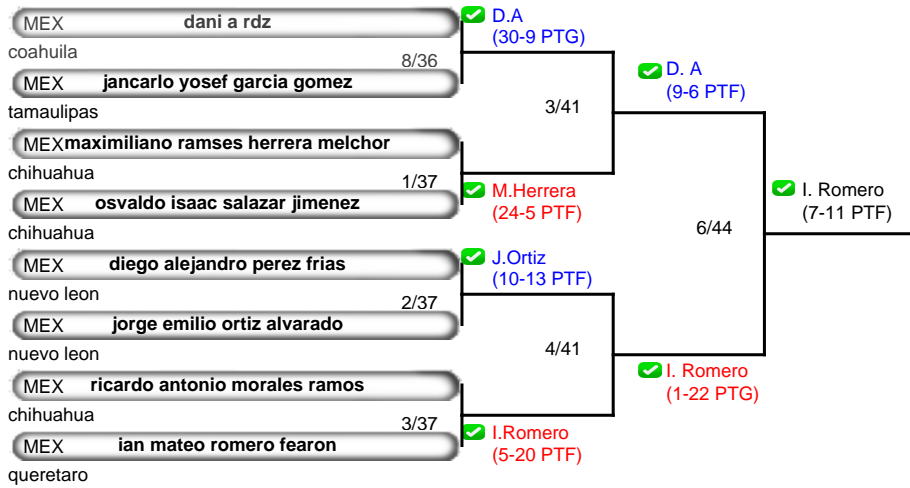 MEX dani a rdz
coahuila
8/36
MEX jancarlo yosef garcia gomez
tamaulipas
MEX maximiliano ramses herrera melchor
chihuahua
1/37
MEX osvaldo isaac salazar jimenez
chihuahua
MEX diego alejandro perez frias
nuevo leon
2/37
MEX jorge emilio ortiz alvarado
nuevo leon
MEX ricardo antonio morales ramos
chihuahua
3/37
MEX ian mateo romero fearon
queretaro
D.A
(30-9 PTG)
3/41
M.Herrera
(24-5 PTF)
J.Ortiz
(10-13 PTF)
4/41
I.Romero
(5-20 PTF)
D. A
(9-6 PTF)
6/44
I. Romero
(1-22 PTG)
I. Romero
(7-11 PTF)